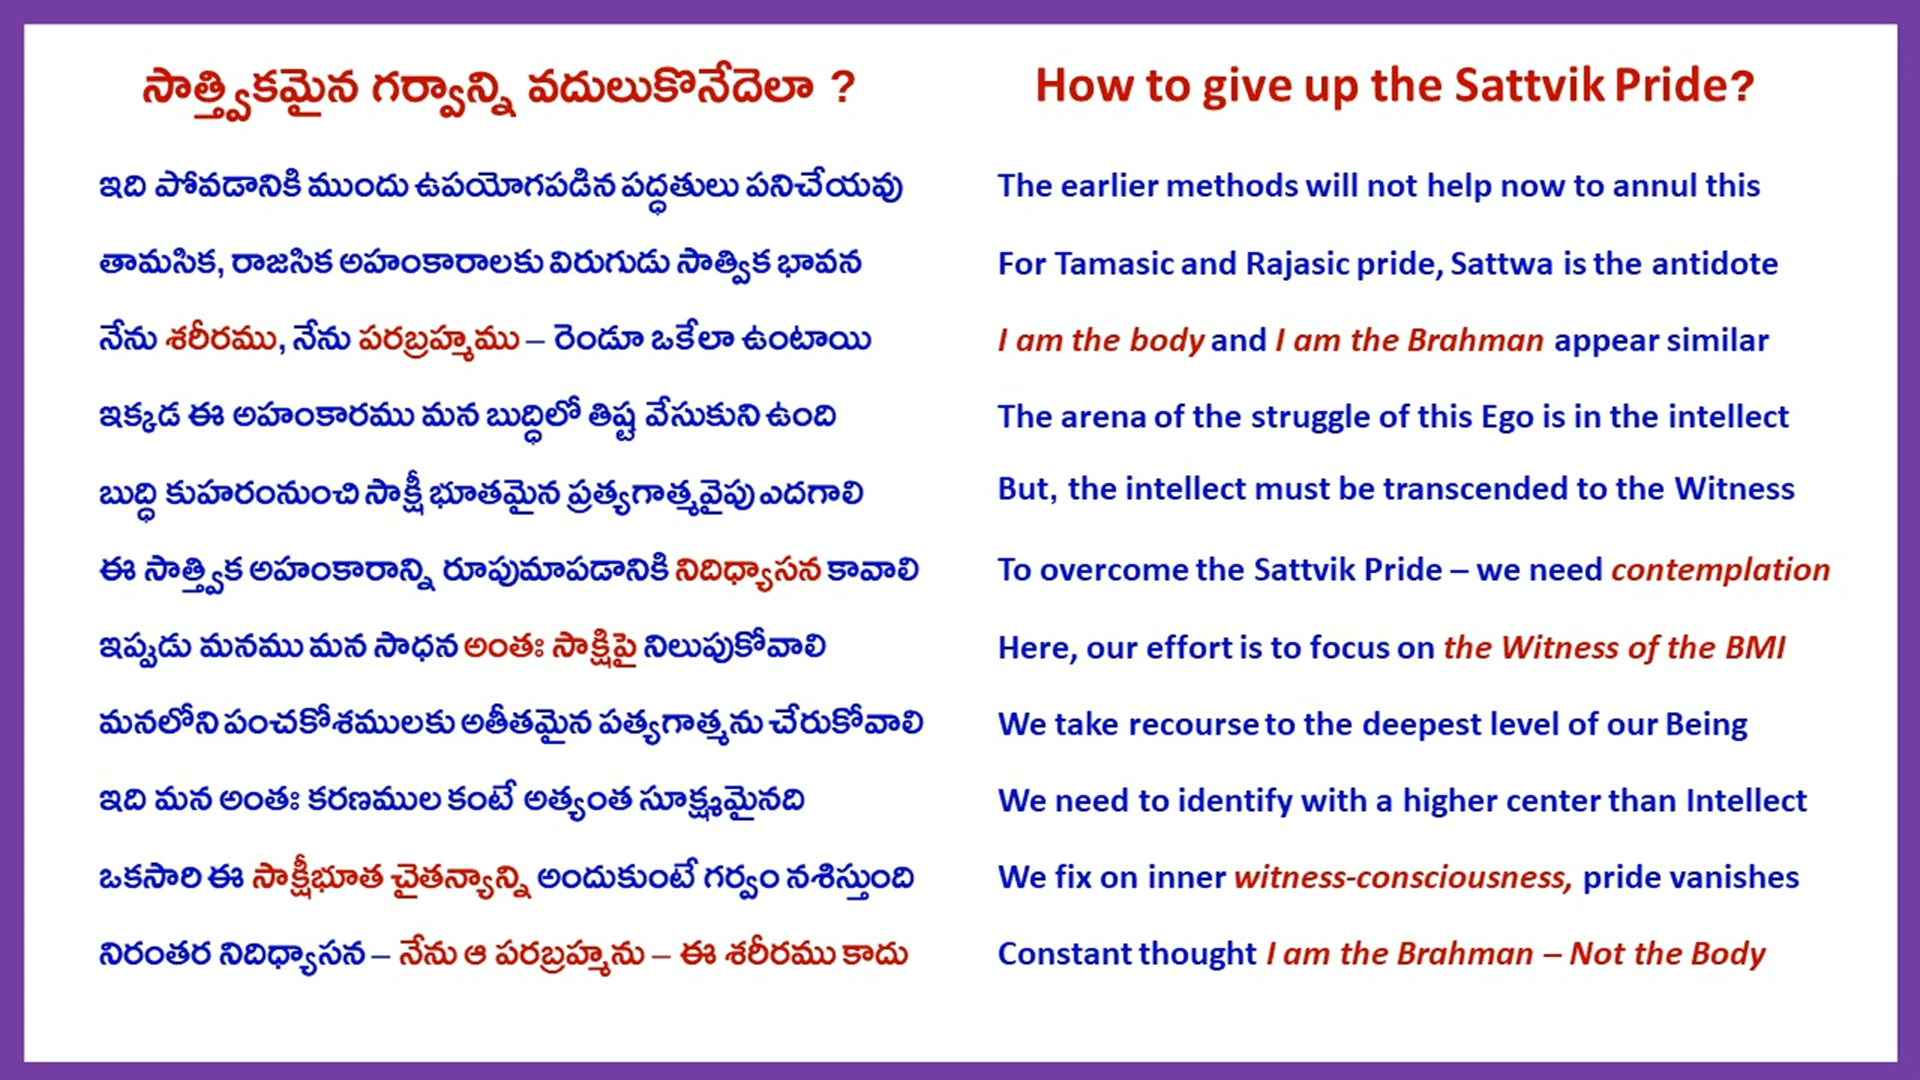 సాత్త్వికమైన గర్వాన్ని వదులుకొనేదెలా ?
ఇది పోవడానికి ముందు ఉపయోగపడిన పద్ధతులు పనిచేయవు
తామసిక, రాజసిక అహంకారాలకు విరుగుడు సాత్విక భావన
నేను శరీరము, నేను పరబ్రహ్మము – రెండూ ఒకేలా ఉంటాయి
ఇక్కడ ఈ అహంకారము మన బుద్ధిలో తిష్ట వేసుకుని ఉంది
బుద్ధి కుహరంనుంచి సాక్షీ భూతమైన ప్రత్యగాత్మవైపు ఎదగాలి
ఈ సాత్త్విక అహంకారాన్ని రూపుమాపడానికి నిదిధ్యాసన కావాలి
ఇప్పుడు మనము మన సాధన అంతః సాక్షిపై నిలుపుకోవాలి
మనలోని పంచకోశములకు అతీతమైన పత్యగాత్మను చేరుకోవాలి
ఇది మన అంతః కరణముల కంటే అత్యంత సూక్ష్మమైనది
ఒకసారి ఈ సాక్షీభూత చైతన్యాన్ని అందుకుంటే గర్వం నశిస్తుంది
నిరంతర నిదిధ్యాసన – నేను ఆ పరబ్రహ్మను – ఈ శరీరము కాదు
How to give up the Sattvik Pride?
The earlier methods will not help now to annul this
For Tamasic and Rajasic pride, Sattwa is the antidote
I am the body and I am the Brahman appear similar
The arena of the struggle of this Ego is in the intellect
But, the intellect must be transcended to the Witness
To overcome the Sattvik Pride – we need contemplation
Here, our effort is to focus on the Witness of the BMI
We take recourse to the deepest level of our Being
We need to identify with a higher center than Intellect
We fix on inner witness-consciousness, pride vanishes
Constant thought I am the Brahman – Not the Body